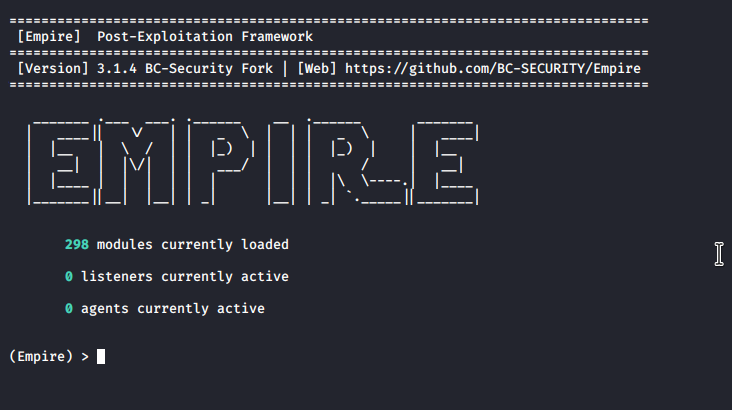 [Empire] Post-Exploitation Framework
[Version] 3.1.4 BC-Security Fork | [Web] https://github.com/BC-SECURITY/Empire
EMPIRE
298 modules currently loaded
0 listeners currently active
0 agents currently active
(Empire) >